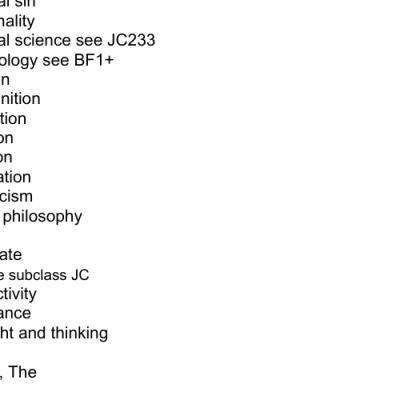 al sin
nality
al science see JC233
ology see BF1+
n
nition
tion
on
on
ation
cism
philosophy
ate
e subclass JC
ctivity
ance
ht and thinking
, The